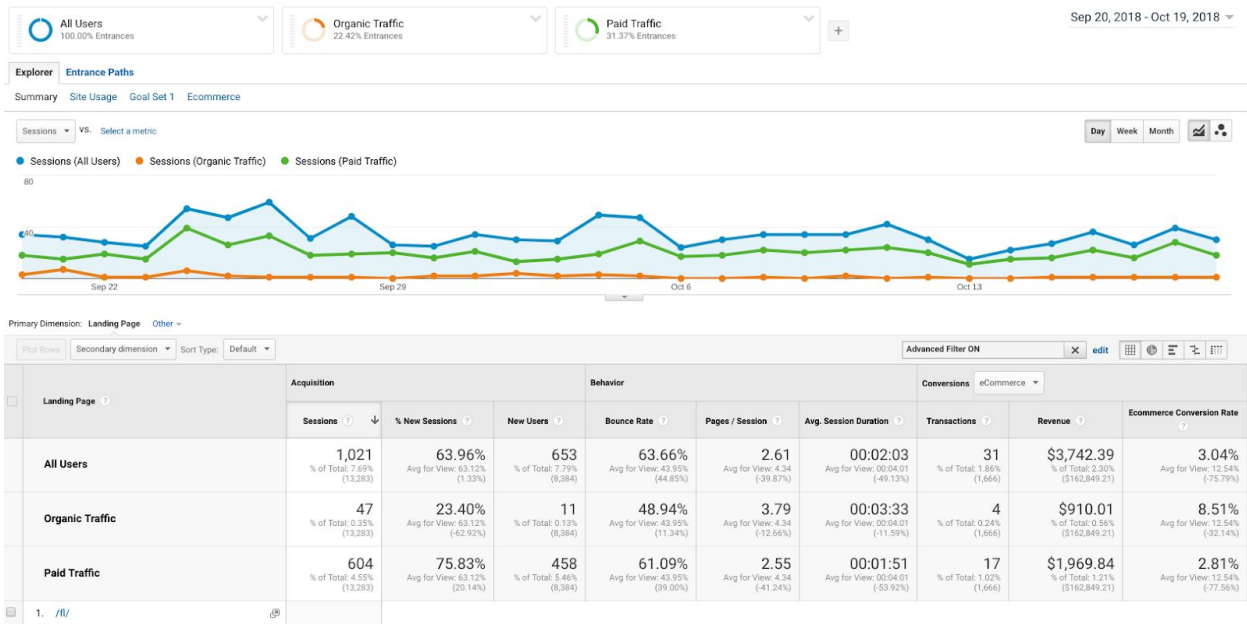 All Users
100.00% Entrances
Organic Traffic
22.42% Entrances
Paid Traffic
31.37% Entrances
+
Sep 20, 2018 - Oct 19, 2018
Explorer Entrance Paths
Summary Site Usage Goal Set 1 Ecommerce
Sessions VS. Select a metric
Day Week Month
Sessions (All Users) Sessions (Organic Traffic) Sessions (Paid Traffic)
80
40
Sep 22 Sep 29 Oct 6 Oct 13
Primary Dimension: Landing Page Other
Plot Rows Secondary dimension Sort Type: Default Advanced Filter ON edit
Landing Page Acquisition Behavior Conversions eCommerce
Sessions % New Sessions New Users Bounce Rate Pages / Session Avg. Session Duration Transactions Revenue Ecommerce Conversion Rate
All Users 1,021 63.96% 653 63.66% 2.61 00:02:03 31 $3,742.39 3.04%
% of Total: 7.69% Avg for View: 63.12% % of Total: 7.79% Avg for View: 43.95% Avg for View: 4.34 Avg for View: 00:04:01 % of Total: 1.86% % of Total: 2.30% Avg for View: 12.54%
(13,283) (1.33%) (8,384) (44.85%) (-39.87%) (-49.13%) (1,666) ($162,849.21) (-75.79%)
Organic Traffic 47 23.40% 11 48.94% 3.79 00:03:33 4 $910.01 8.51%
% of Total: 0.35% Avg for View: 63.12% % of Total: 0.13% Avg for View: 43.95% Avg for View: 4.34 Avg for View: 00:04:01 % of Total: 0.24% % of Total: 0.56% Avg for View: 12.54%
(13,283) (-62.92%) (8,384) (11.34%) (-12.66%) (-11.59%) (1,666) ($162,849.21) (-32.14%)
Paid Traffic 604 75.83% 458 61.09% 2.55 00:01:51 17 $1,969.84 2.81%
% of Total: 4.55% Avg for View: 63.12% % of Total: 5.46% Avg for View: 43.95% Avg for View: 4.34 Avg for View: 00:04:01 % of Total: 1.02% % of Total: 1.21% Avg for View: 12.54%
(13,283) (20.14%) (8,384) (39.00%) (-41.24%) (-53.92%) (1,666) ($162,849.21) (-77.56%)
1. /fl/